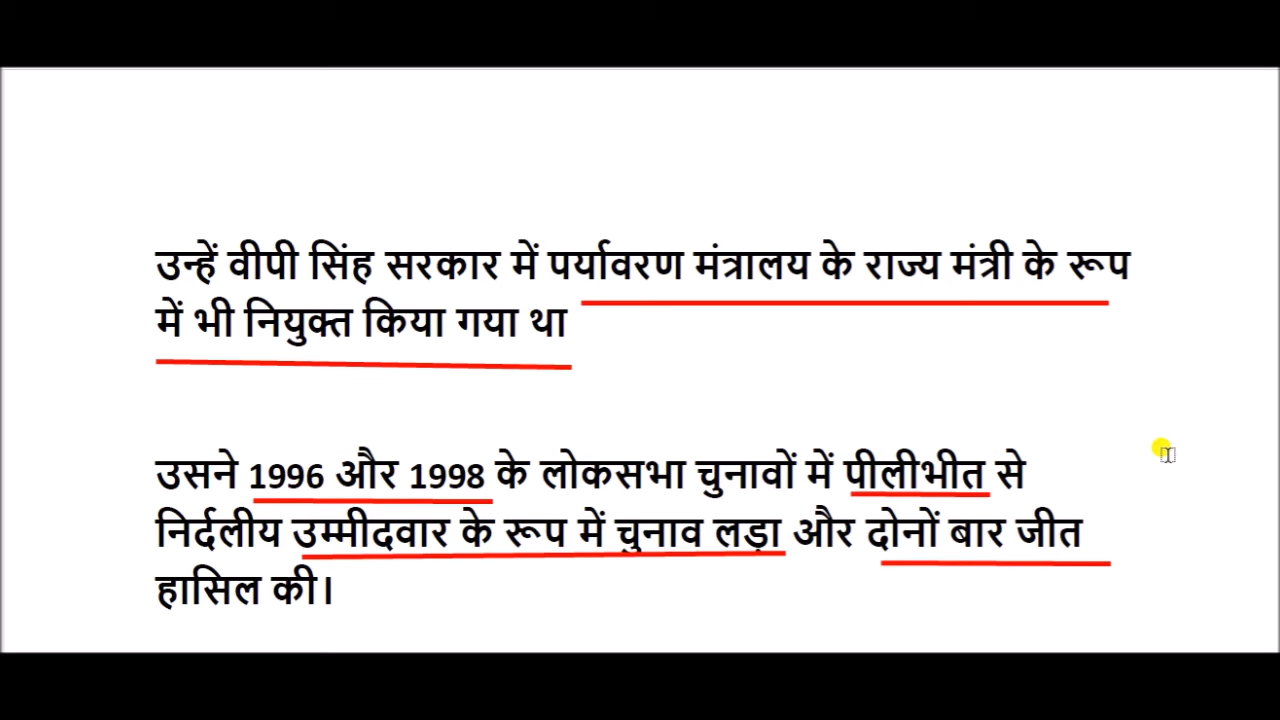 उन्हें वीपी सिंह सरकार में पर्यावरण मंत्रालय के राज्य मंत्री के रूप
में भी नियुक्त किया गया था
उसने 1996 और 1998 के लोकसभा चुनावों में पीलीभीत से
निर्दलीय उम्मीदवार के रूप में चुनाव लड़ा और दोनों बार जीत
हासिल की।